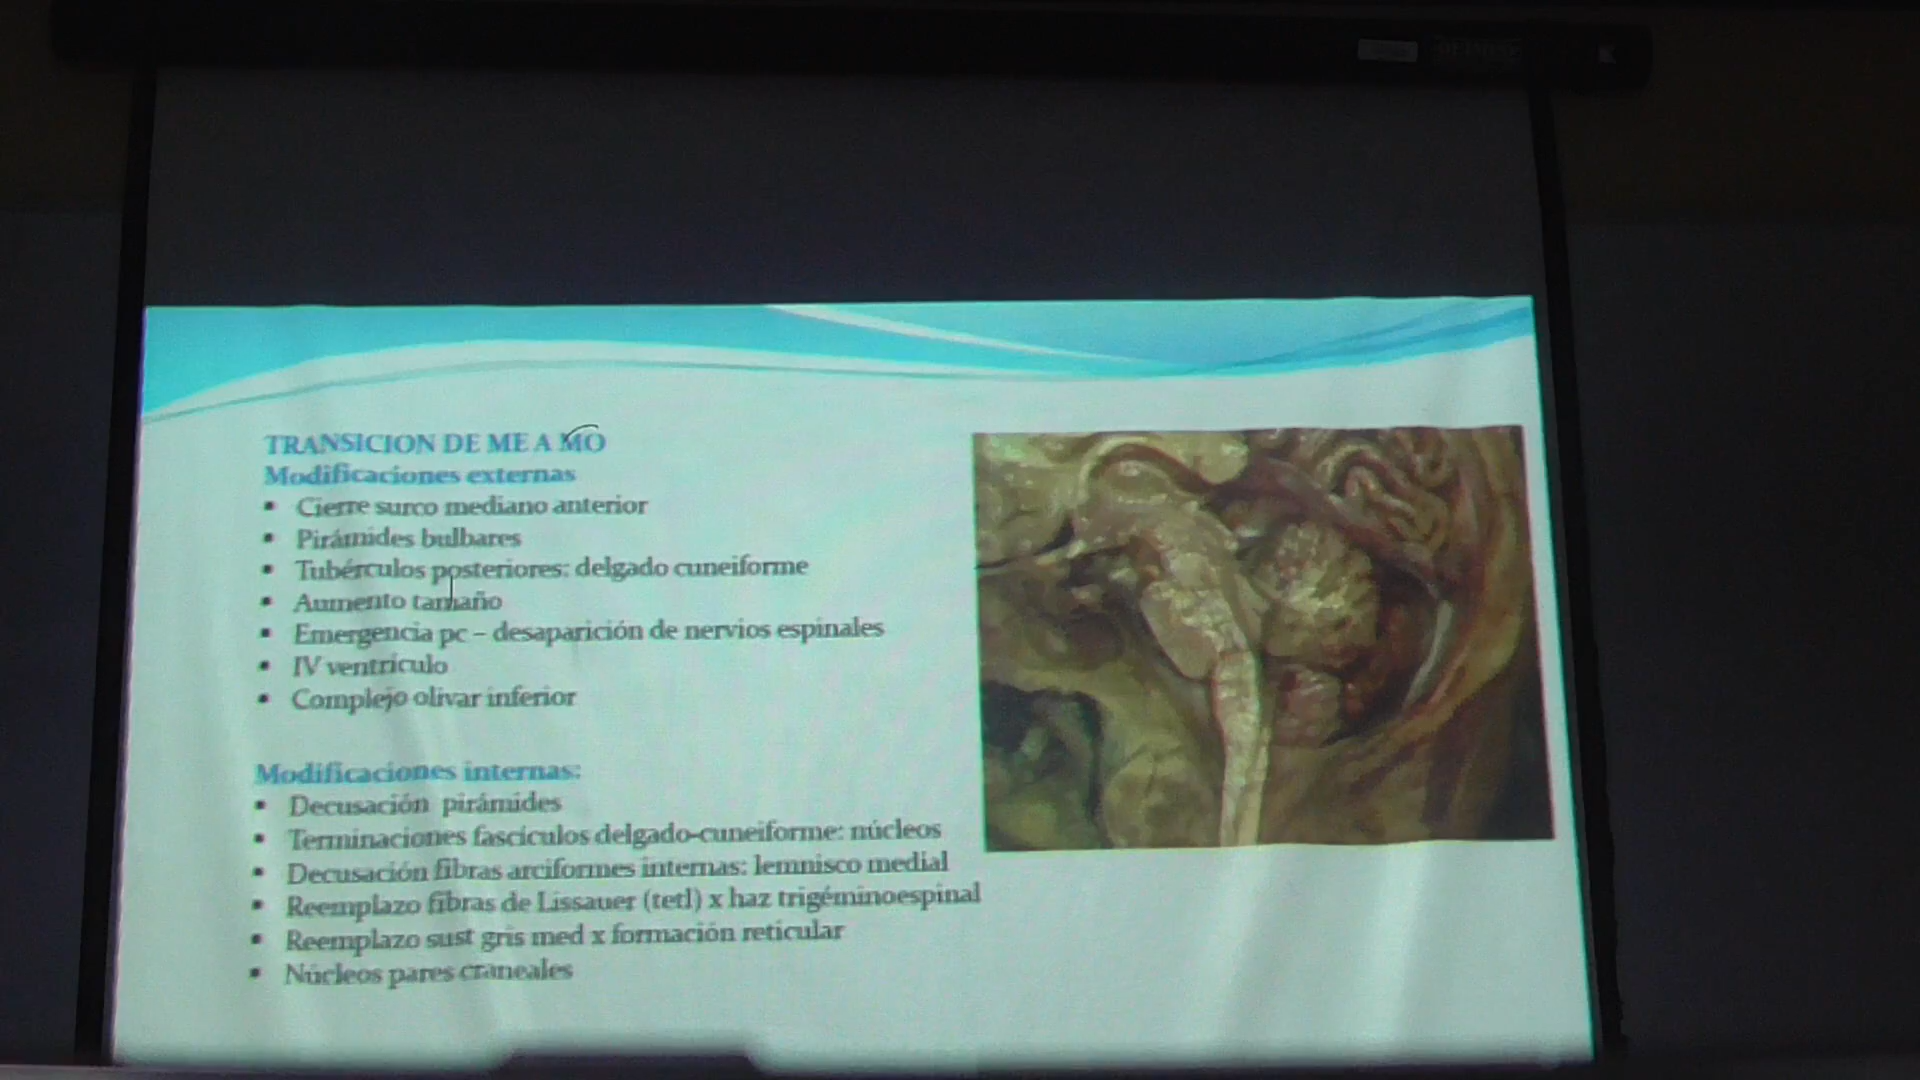 TRANSICION DE ME A MO
Modificaciones externas
▪ Cierre surco mediano anterior
▪ Pirámides bulbares
▪ Tubérculos posteriores: delgado cuneiforme
▪ Aumento tamaño
▪ Emergencia pc – desaparición de nervios espinales
▪ IV ventrículo
▪ Complejo olivar inferior
Modificaciones internas:
▪ Decusación pirámides
▪ Terminaciones fascículos delgado-cuneiforme: núcleos
▪ Decusación fibras arciformes internas: lemnisco medial
▪ Reemplazo fibras de Lissauer (tetl) x haz trigéminoespinal
▪ Reemplazo sust gris med x formación reticular
▪ Núcleos pares craneales